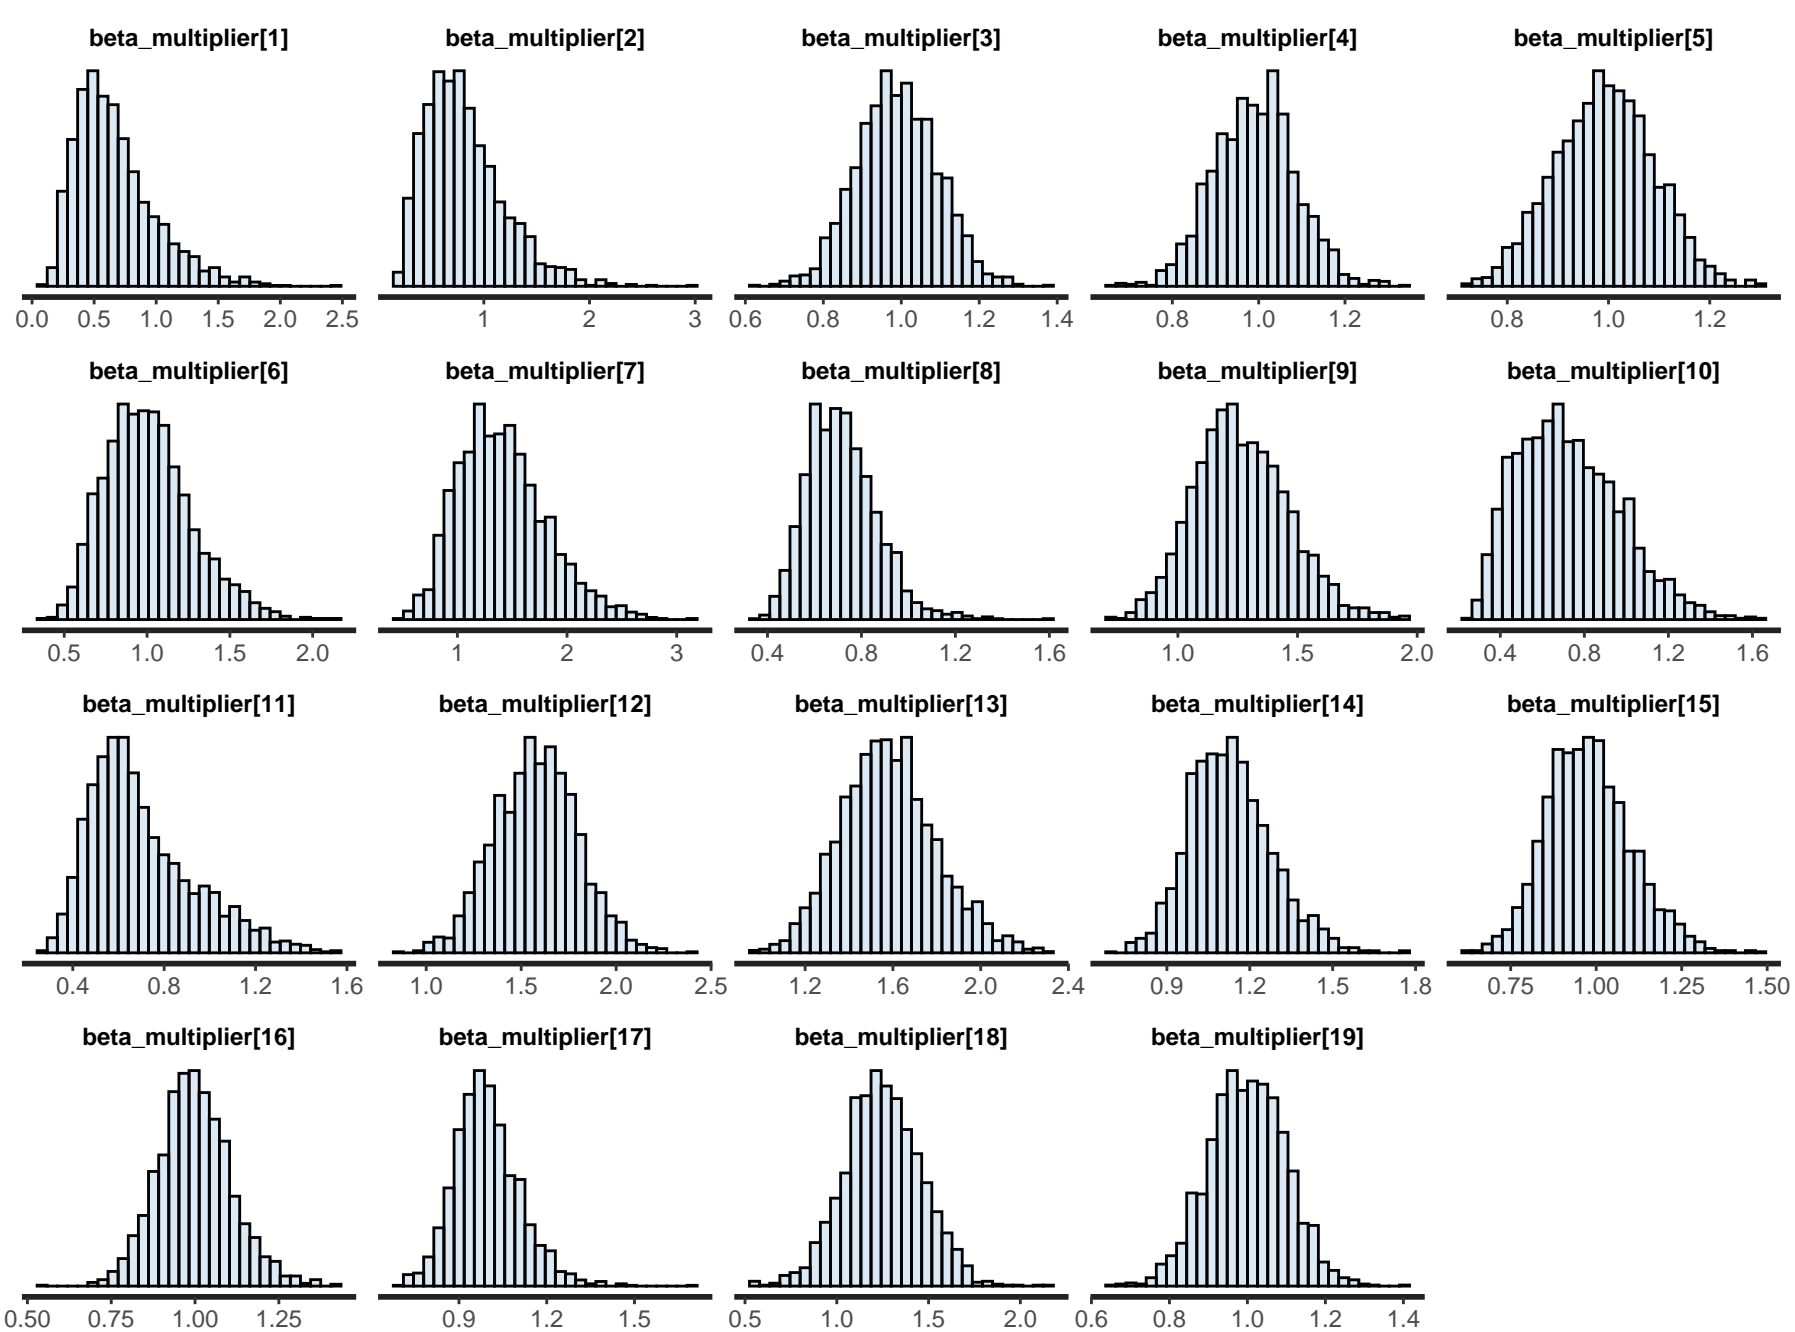 beta_multiplier[1] beta_multiplier[2] beta_multiplier[3] beta_multiplier[4] beta_multiplier[5]
0.0 0.5 1.0 1.5 2.0 2.5 1 2 3 0.6 0.8 1.0 1.2 1.4 0.8 1.0 1.2 0.8 1.0 1.2
beta_multiplier[6] beta_multiplier[7] beta_multiplier[8] beta_multiplier[9] beta_multiplier[10]
0.5 1.0 1.5 2.0 1 2 3 0.4 0.8 1.2 1.6 1.0 1.5 2.0 0.4 0.8 1.2 1.6
beta_multiplier[11] beta_multiplier[12] beta_multiplier[13] beta_multiplier[14] beta_multiplier[15]
0.4 0.8 1.2 1.6 1.0 1.5 2.0 2.5 1.2 1.6 2.0 2.4 0.9 1.2 1.5 1.8 0.75 1.00 1.25 1.50
beta_multiplier[16] beta_multiplier[17] beta_multiplier[18] beta_multiplier[19]
0.50 0.75 1.00 1.25 0.9 1.2 1.5 0.5 1.0 1.5 2.0 0.6 0.8 1.0 1.2 1.4